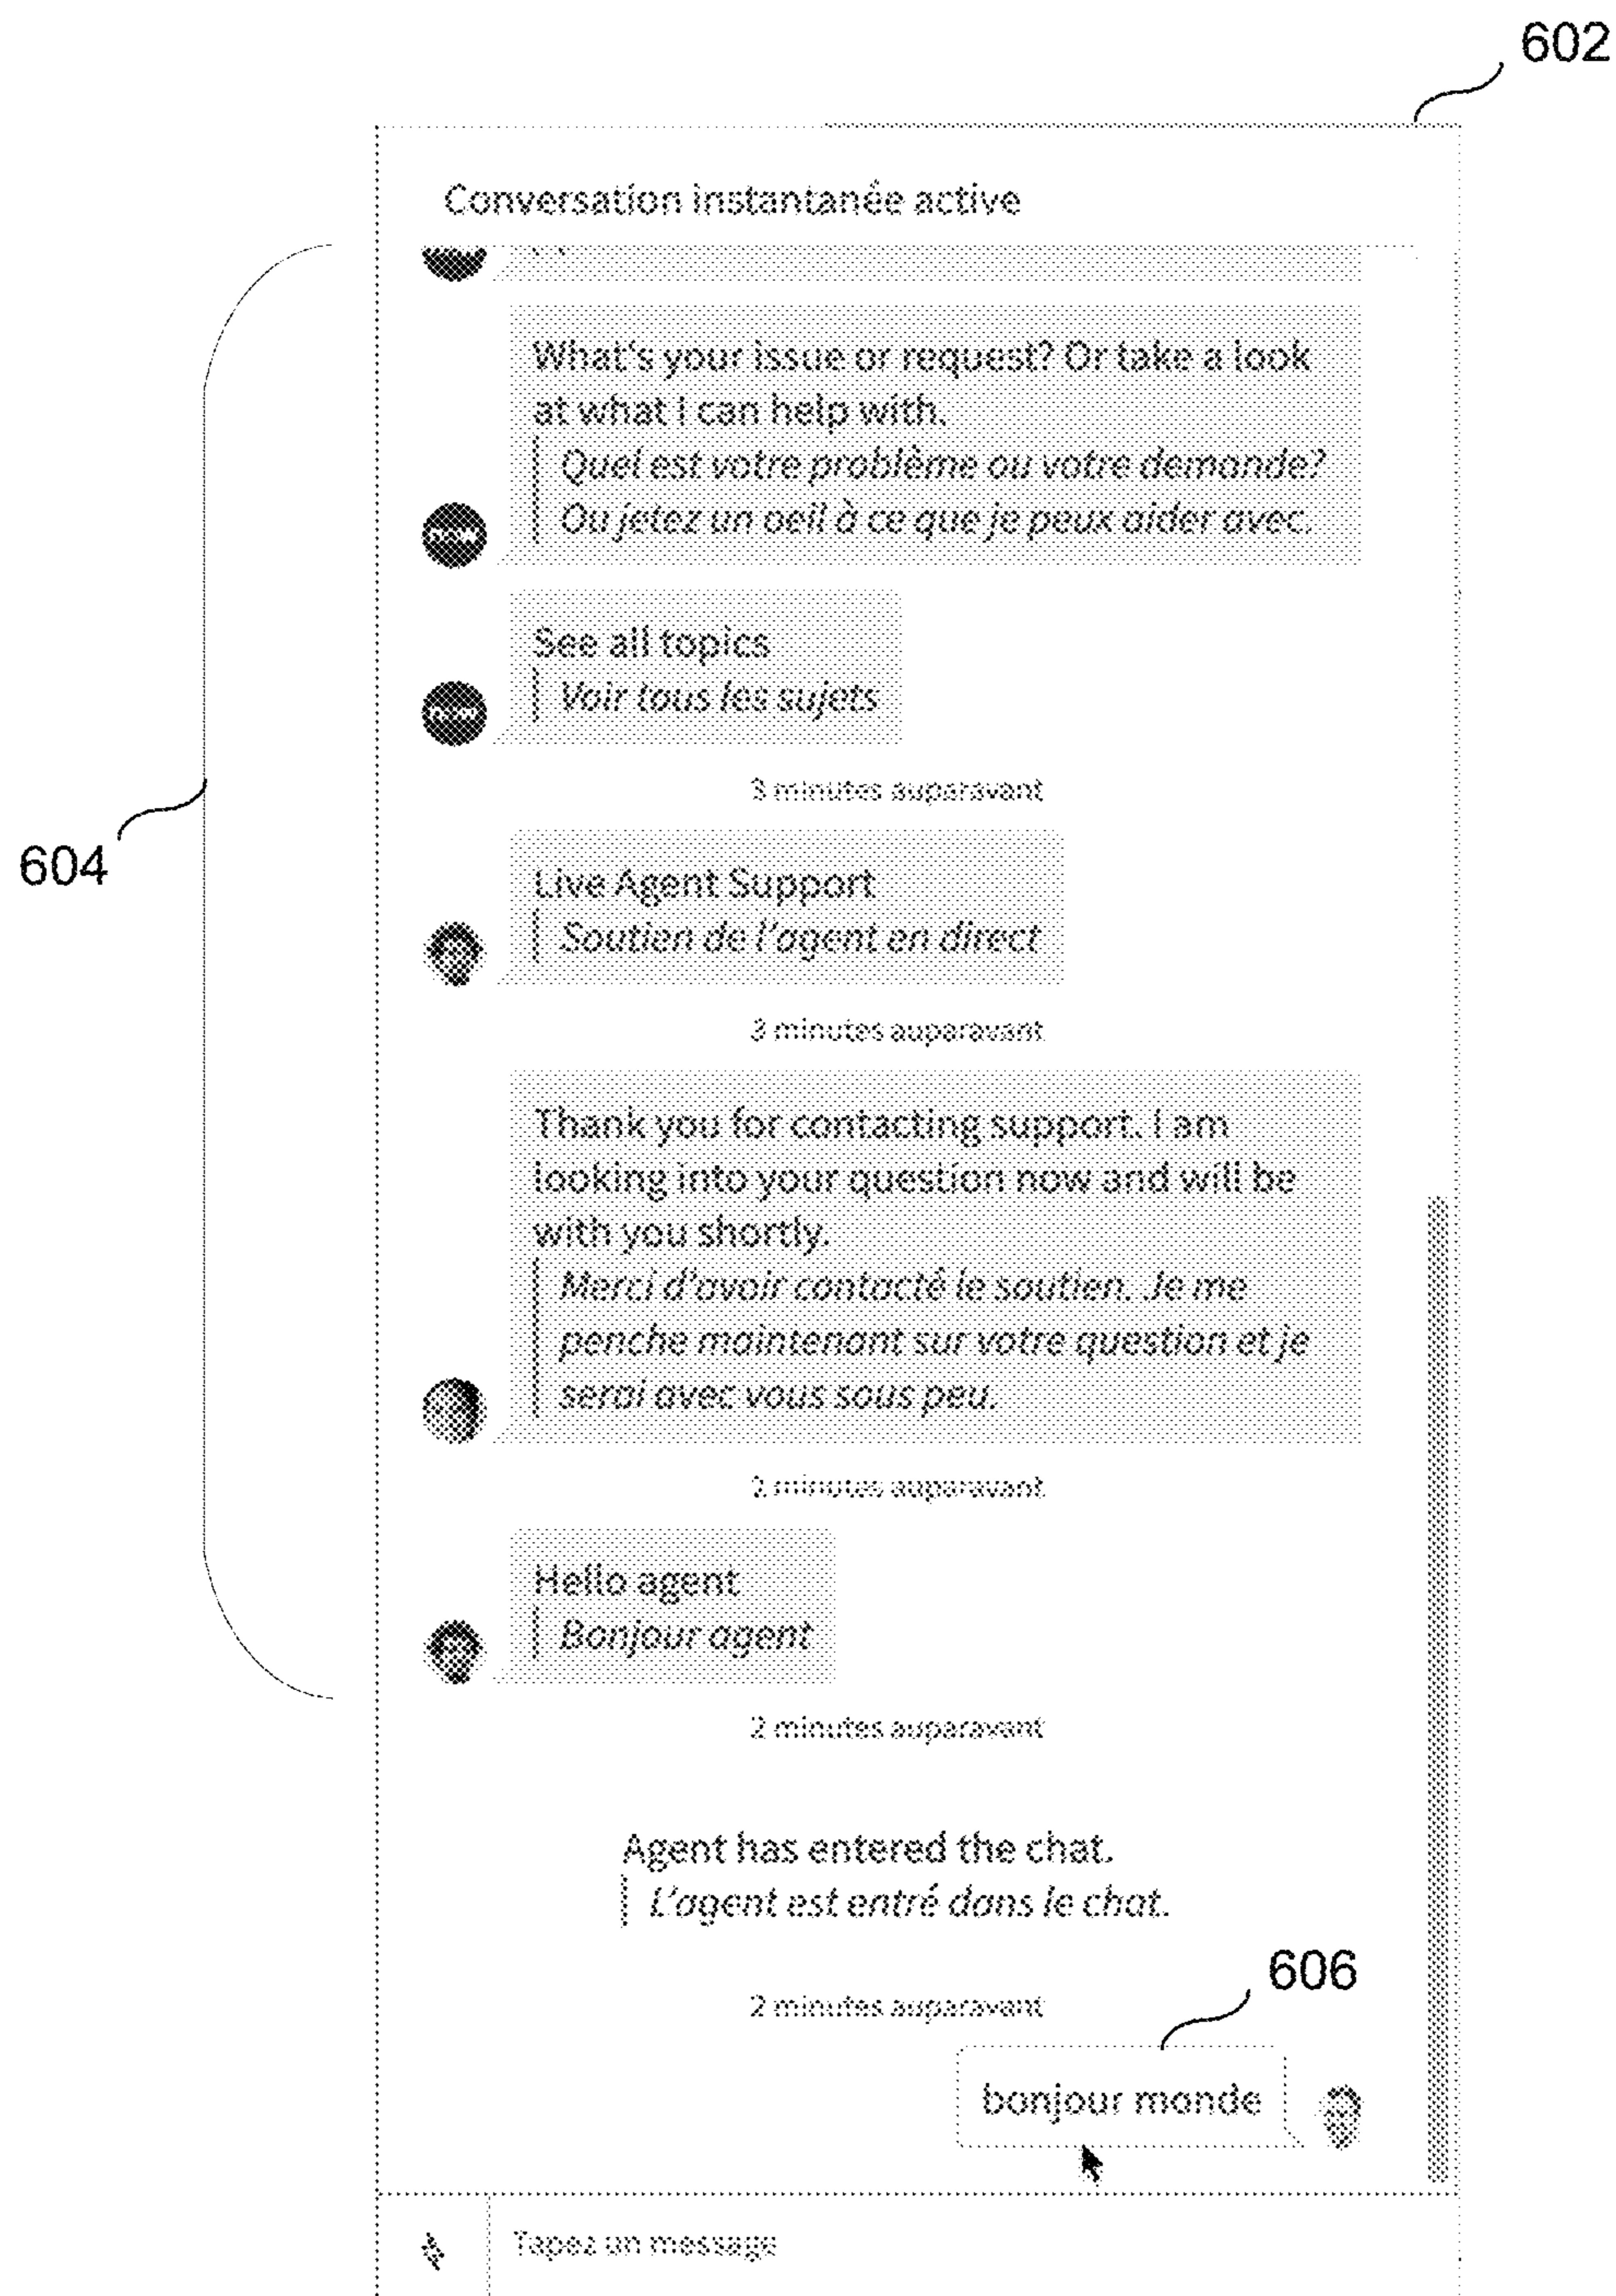 602
Conversation instantanée active
What's your issue or request? Or take a look
at what I can help with.
Quel est votre problème ou votre demande?
Ou jetez un oeil à ce que je peux aider avec.
now
See all topics
Voir tous les sujets
now
3 minutes auparavant
604
Live Agent Support
Soutien de l'agent en direct
3 minutes auparavant
Thank you for contacting support. I am
looking into your question now and will be
with you shortly.
Merci d'avoir contacté le soutien. Je me
penche maintenant sur votre question et je
serai avec vous sous peu.
2 minutes auparavant
Hello agent
Bonjour agent
2 minutes auparavant
Agent has entered the chat.
L'agent est entré dans le chat.
606
2 minutes auparavant
bonjour monde
Tapez un message